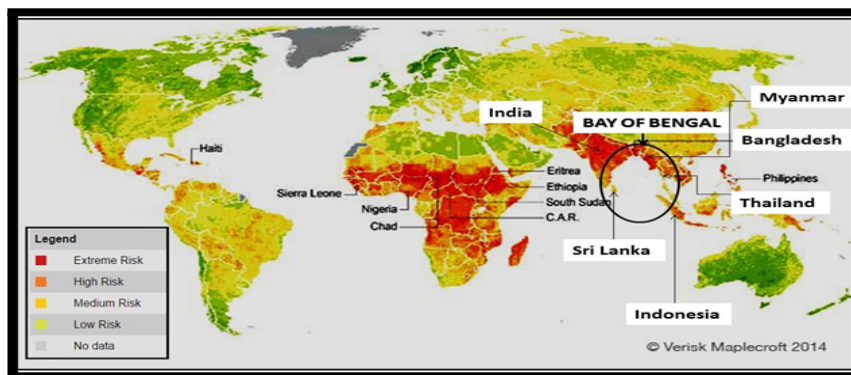 Myanmar
India
BAY OF BENGAL
Bangladesh
Haiti
Eritrea
Philippines
Sierra Leone
Ethiopia
Nigeria
South Sudan
Thailand
Chad
C.A.R.
Sri Lanka
Legend
Extreme Risk
High Risk
Medium Risk
Low Risk
No data
Indonesia
© Verisk Maplecroft 2014